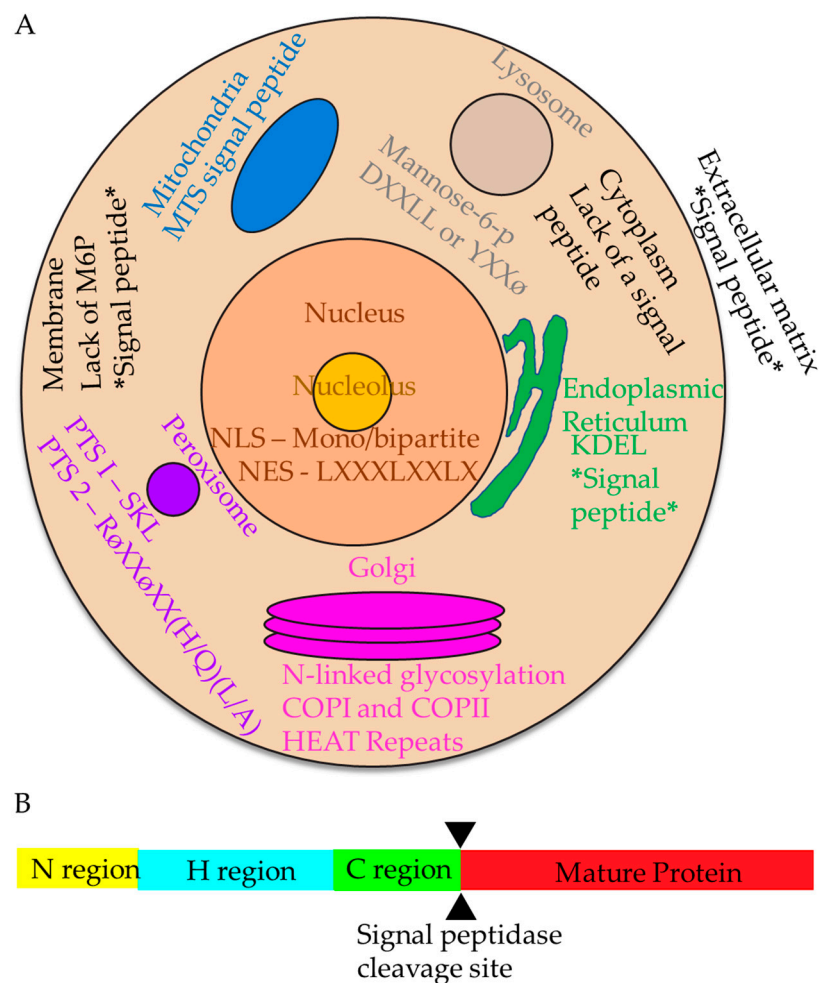 A
Mitochondria
MTS signal peptide
Lysosome
Mannose-6-p
DXXLL or YXXø
Cytoplasm
Lack of a signal
peptide
Extracellular matrix
*Signal peptide*
Membrane
Lack of M6P
*Signal peptide*
Nucleus
Nucleolus
NLS – Mono/bipartite
NES - LXXXLXXLX
Endoplasmic
Reticulum
KDEL
*Signal
peptide*
Peroxisome
PTS 1 – SKL
PTS 2 – RøXXøXX(H/Q)(L/A)
Golgi
N-linked glycosylation
COPI and COPII
HEAT Repeats
B
N region H region C region Mature Protein
Signal peptidase
cleavage site